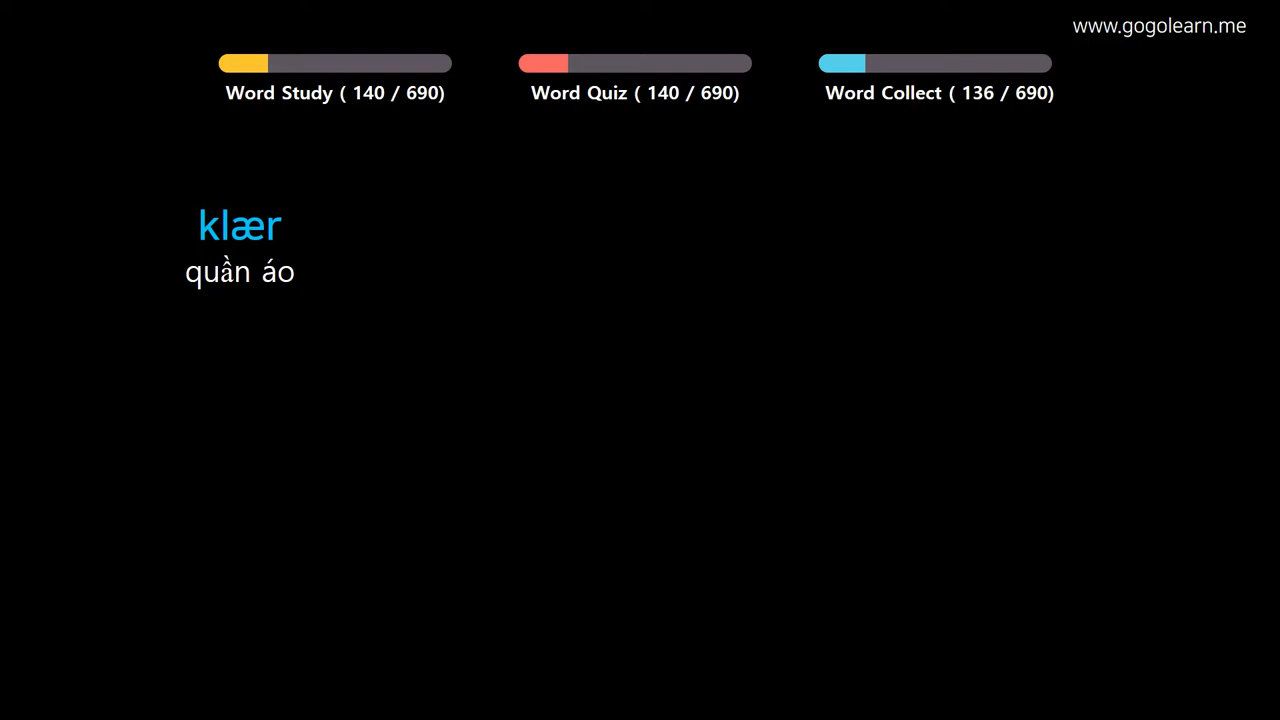 www.gogolearn.me
Word Study ( 140 / 690)
Word Quiz ( 140 / 690)
Word Collect ( 136 / 690)
klær
quần áo